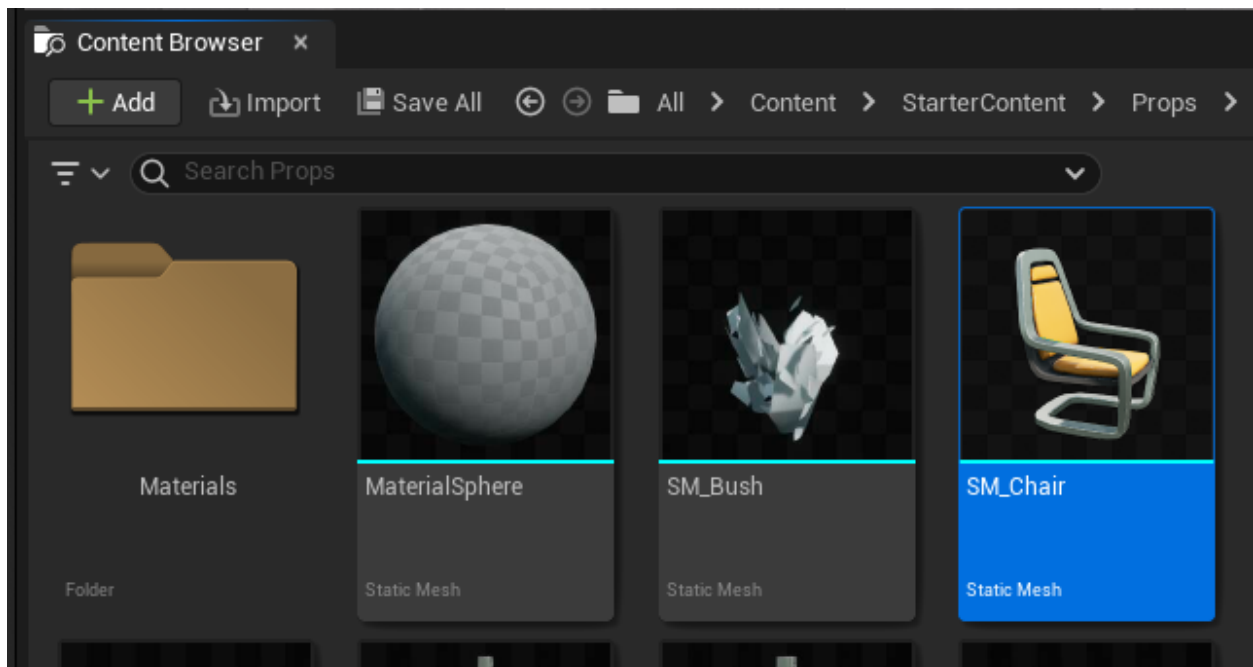 Content Browser
+ Add Import Save All All > Content > StarterContent > Props >
Search Props
Materials MaterialSphere SM_Bush SM_Chair
Folder Static Mesh Static Mesh Static Mesh